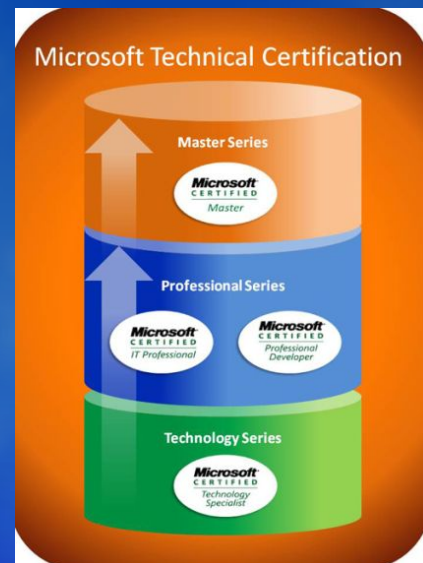 Microsoft Technical Certification
Master Series
Microsoft
CERTIFIED
Master
Professional Series
Microsoft
CERTIFIED
IT Professional
Microsoft
CERTIFIED
Professional
Developer
Technology Series
Microsoft
CERTIFIED
Technology
Specialist